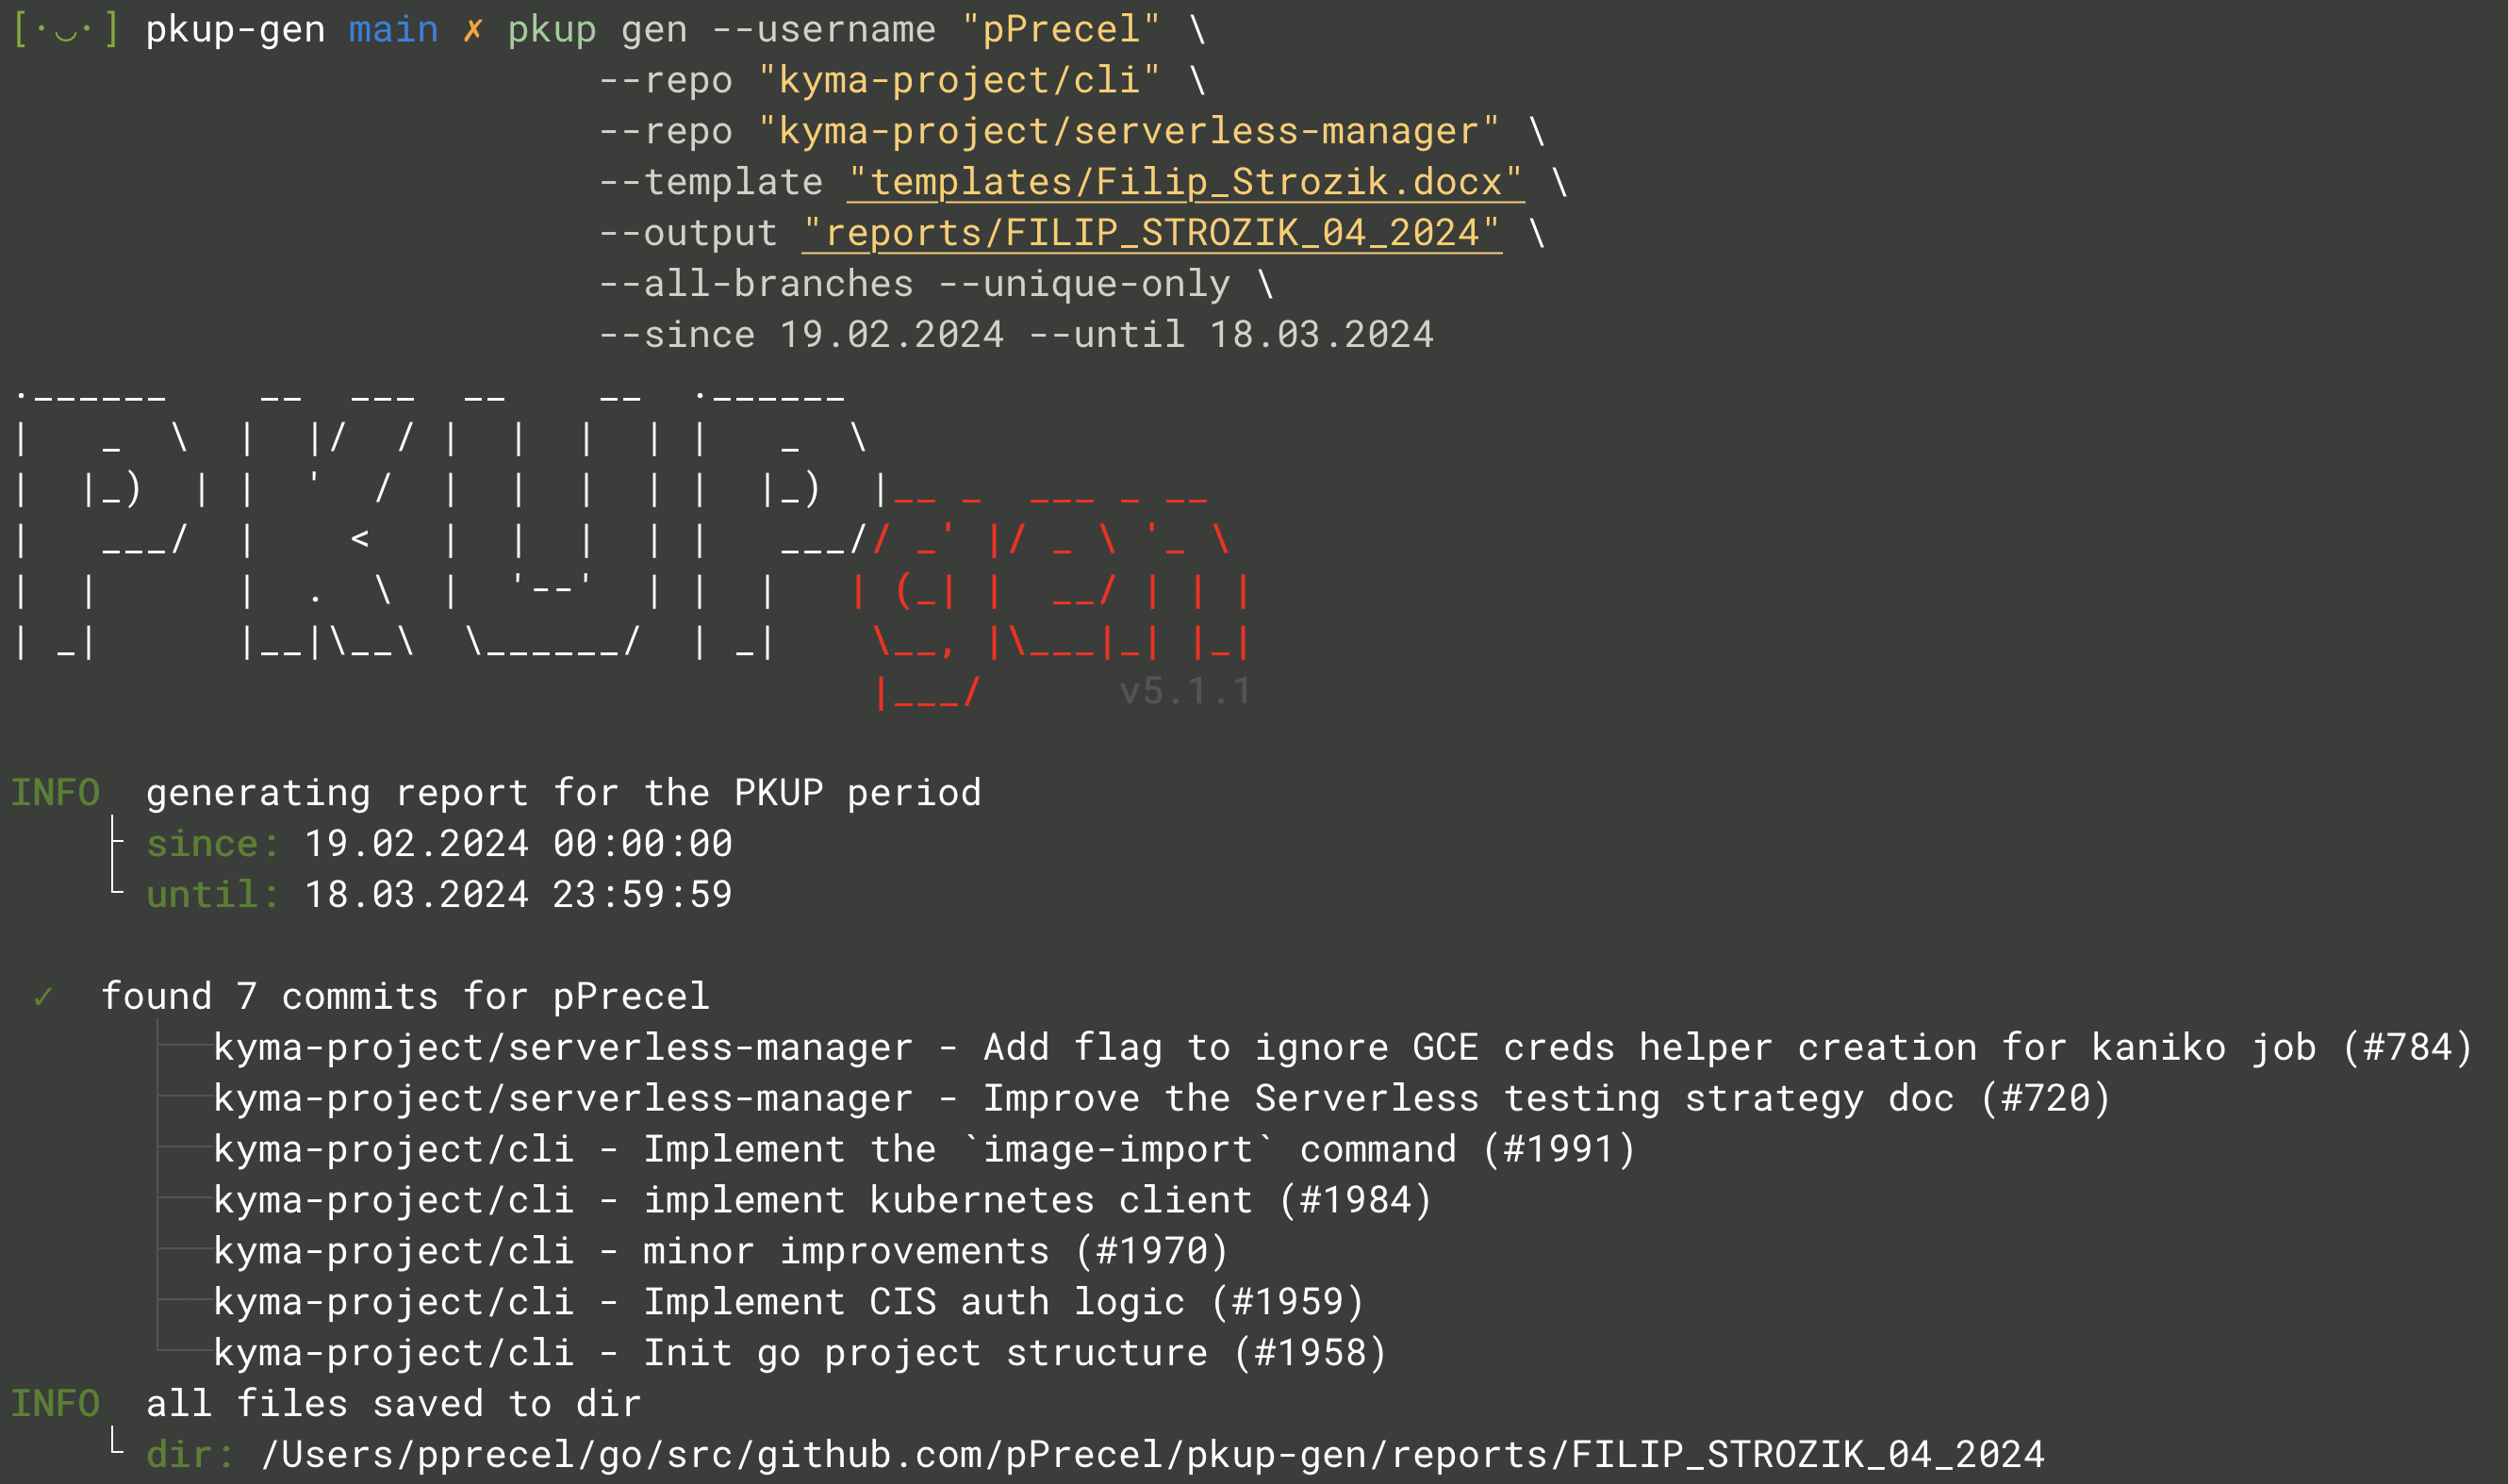 [·◡·] pkup-gen main ✗ pkup gen --username "pPrecel" \
--repo "kyma-project/cli" \
--repo "kyma-project/serverless-manager" \
--template "templates/Filip_Strozik.docx" \
--output "reports/FILIP_STROZIK_04_2024" \
--all-branches --unique-only \
--since 19.02.2024 --until 18.03.2024
PKUPgen
v5.1.1
INFO generating report for the PKUP period
├ since: 19.02.2024 00:00:00
└ until: 18.03.2024 23:59:59
✓ found 7 commits for pPrecel
├──kyma-project/serverless-manager - Add flag to ignore GCE creds helper creation for kaniko job (#784)
├──kyma-project/serverless-manager - Improve the Serverless testing strategy doc (#720)
├──kyma-project/cli - Implement the `image-import` command (#1991)
├──kyma-project/cli - implement kubernetes client (#1984)
├──kyma-project/cli - minor improvements (#1970)
├──kyma-project/cli - Implement CIS auth logic (#1959)
└──kyma-project/cli - Init go project structure (#1958)
INFO all files saved to dir
└ dir: /Users/pprecel/go/src/github.com/pPrecel/pkup-gen/reports/FILIP_STROZIK_04_2024